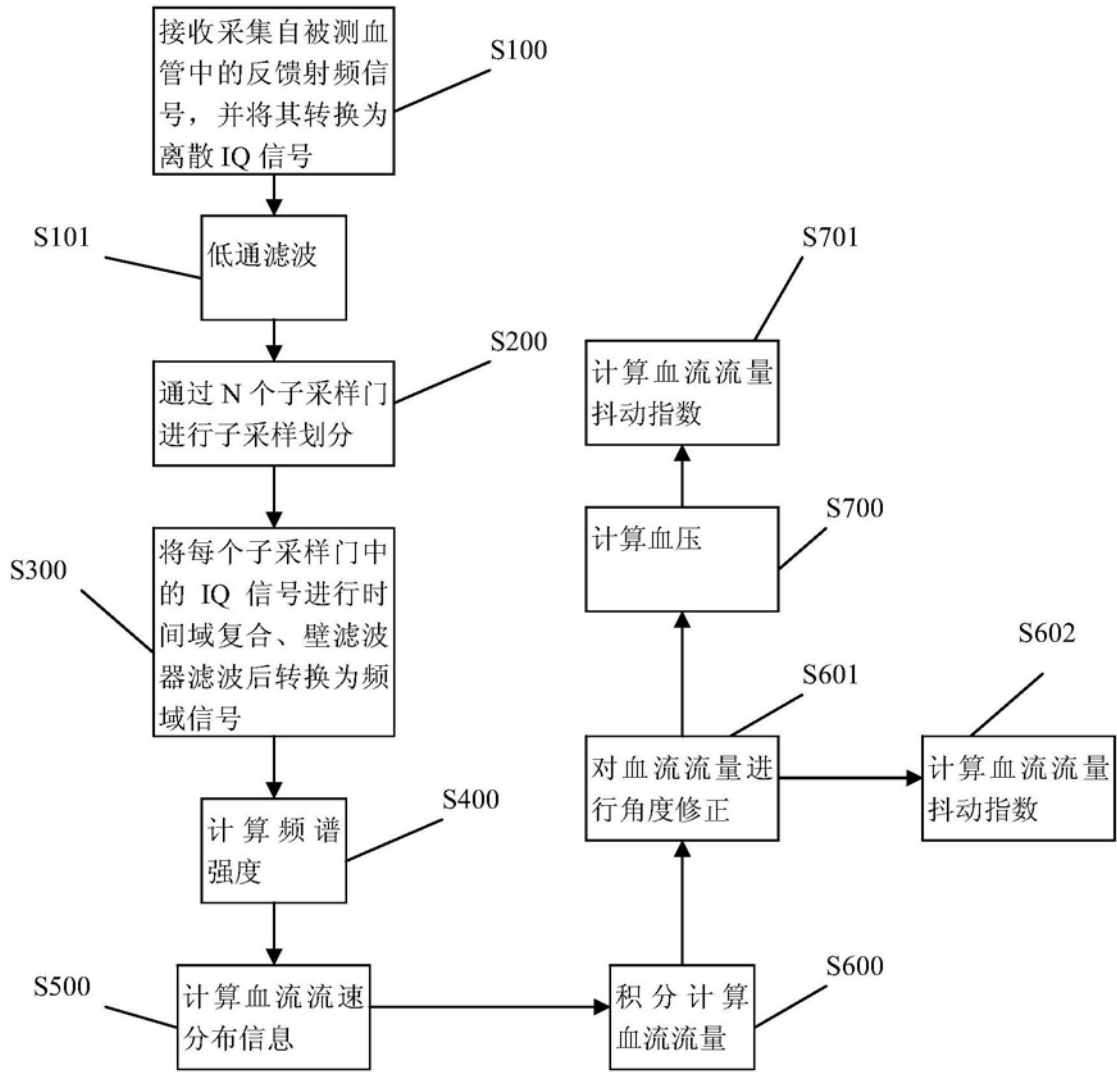 接收采集自被测血
管中的反馈射频信
号，并将其转换为
离散 IQ 信号
S100
S101
低通滤波
S200
通过 N 个子采样门
进行子采样划分
S300
将每个子采样门中
的 IQ 信号进行时
间域复合、壁滤波
器滤波后转换为频
域信号
S400
计算频谱
强度
S500
计算血流流速
分布信息
S600
积分计算
血流流量
S601
对血流流量进
行角度修正
S602
计算血流流量
抖动指数
S700
计算血压
S701
计算血流流量
抖动指数